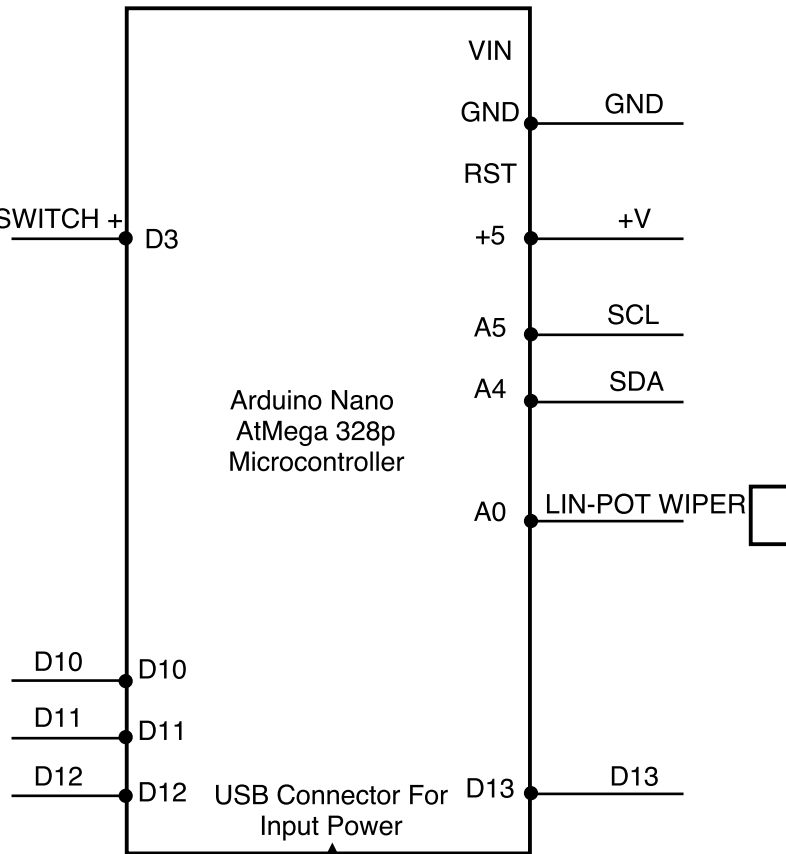 VIN
GND
GND
RST
SWITCH +
D3
+5
+V
A5
SCL
A4
SDA
Arduino Nano
AtMega 328p
Microcontroller
A0
LIN-POT WIPER
D10
D10
D11
D11
D12
D12
USB Connector For
Input Power
D13
D13